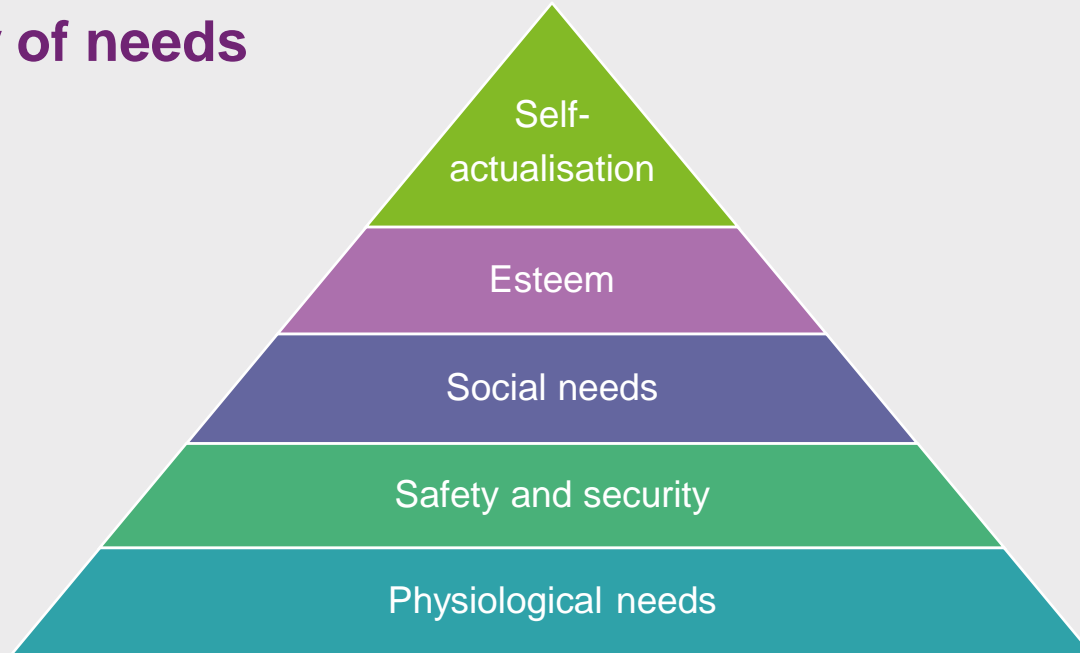 of needs
Self-
actualisation
Esteem
Social needs
Safety and security
Physiological needs